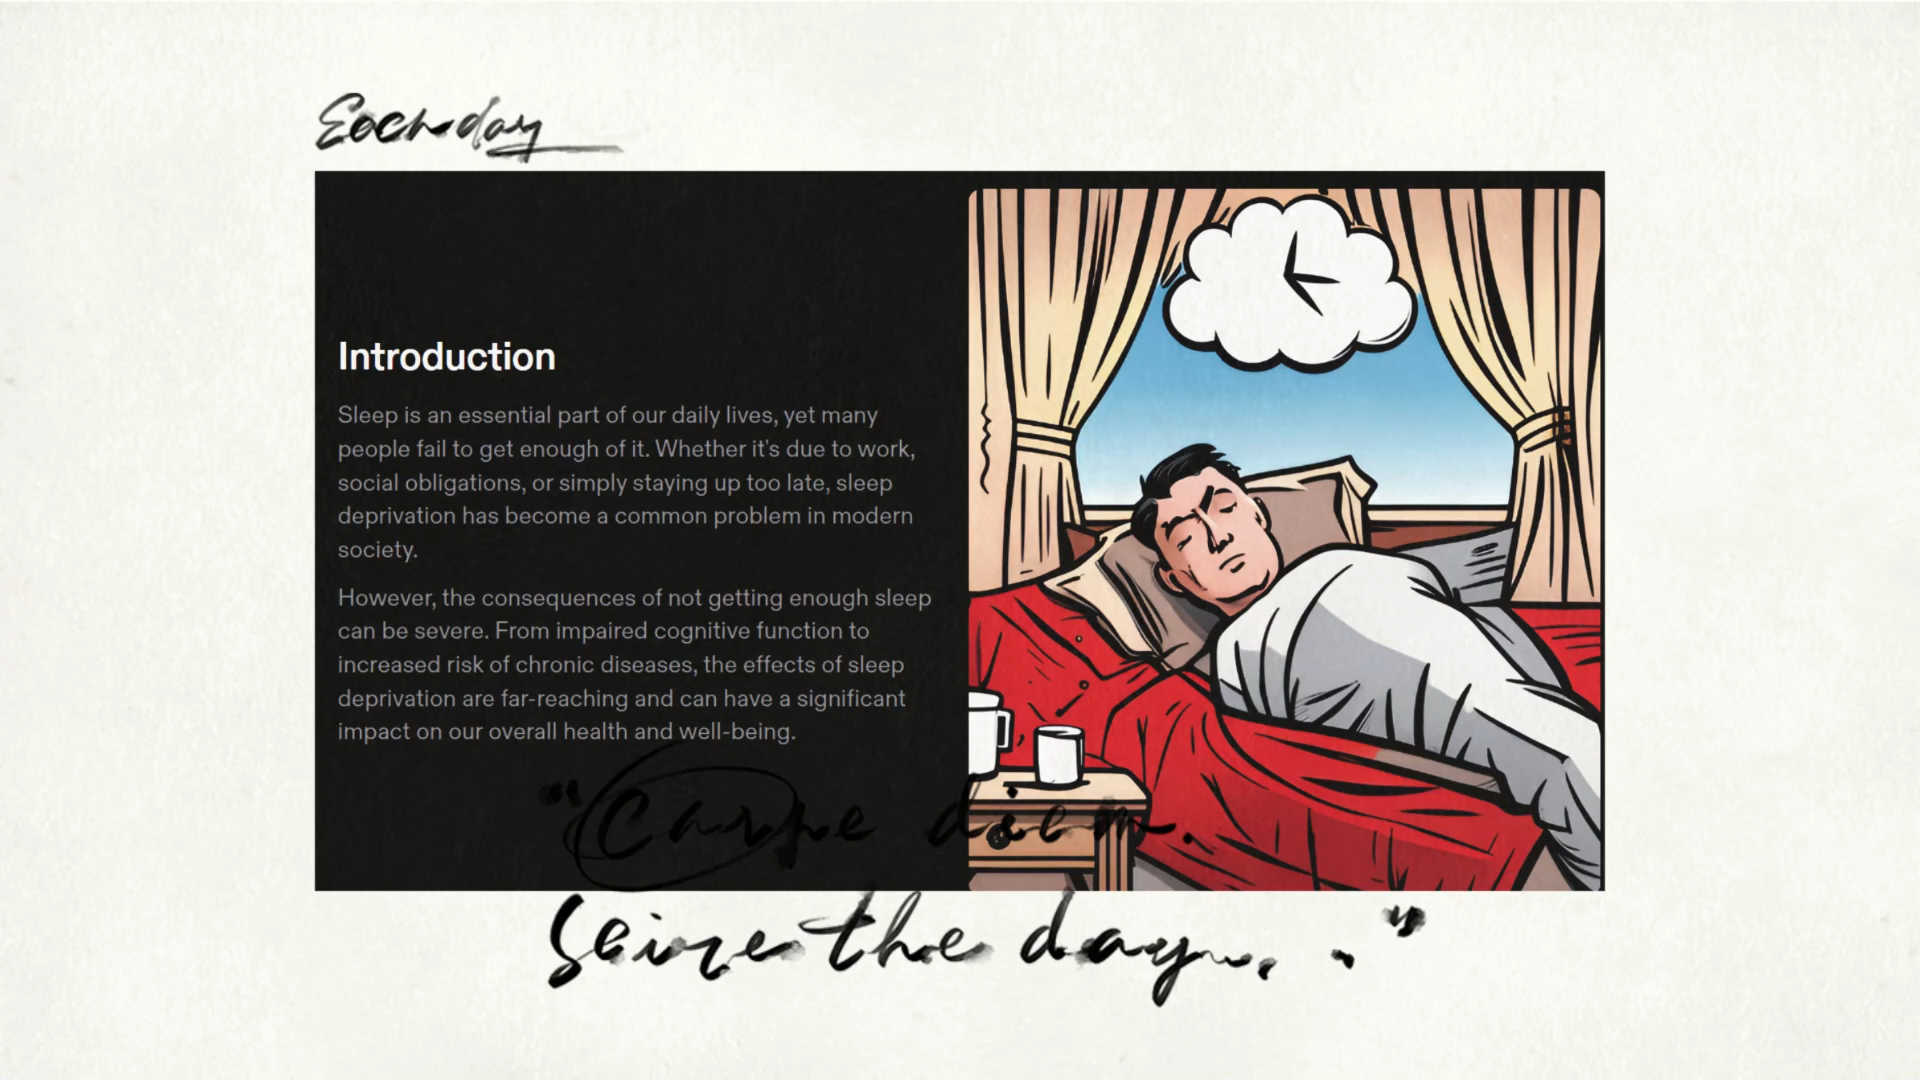 Each day
Introduction
Sleep is an essential part of our daily lives, yet many
people fail to get enough of it. Whether it's due to work,
social obligations, or simply staying up too late, sleep
deprivation has become a common problem in modern
society.
However, the consequences of not getting enough sleep
can be severe. From impaired cognitive function to
increased risk of chronic diseases, the effects of sleep
deprivation are far-reaching and can have a significant
impact on our overall health and well-being.
"Carpe diem.
Seize the day. ."